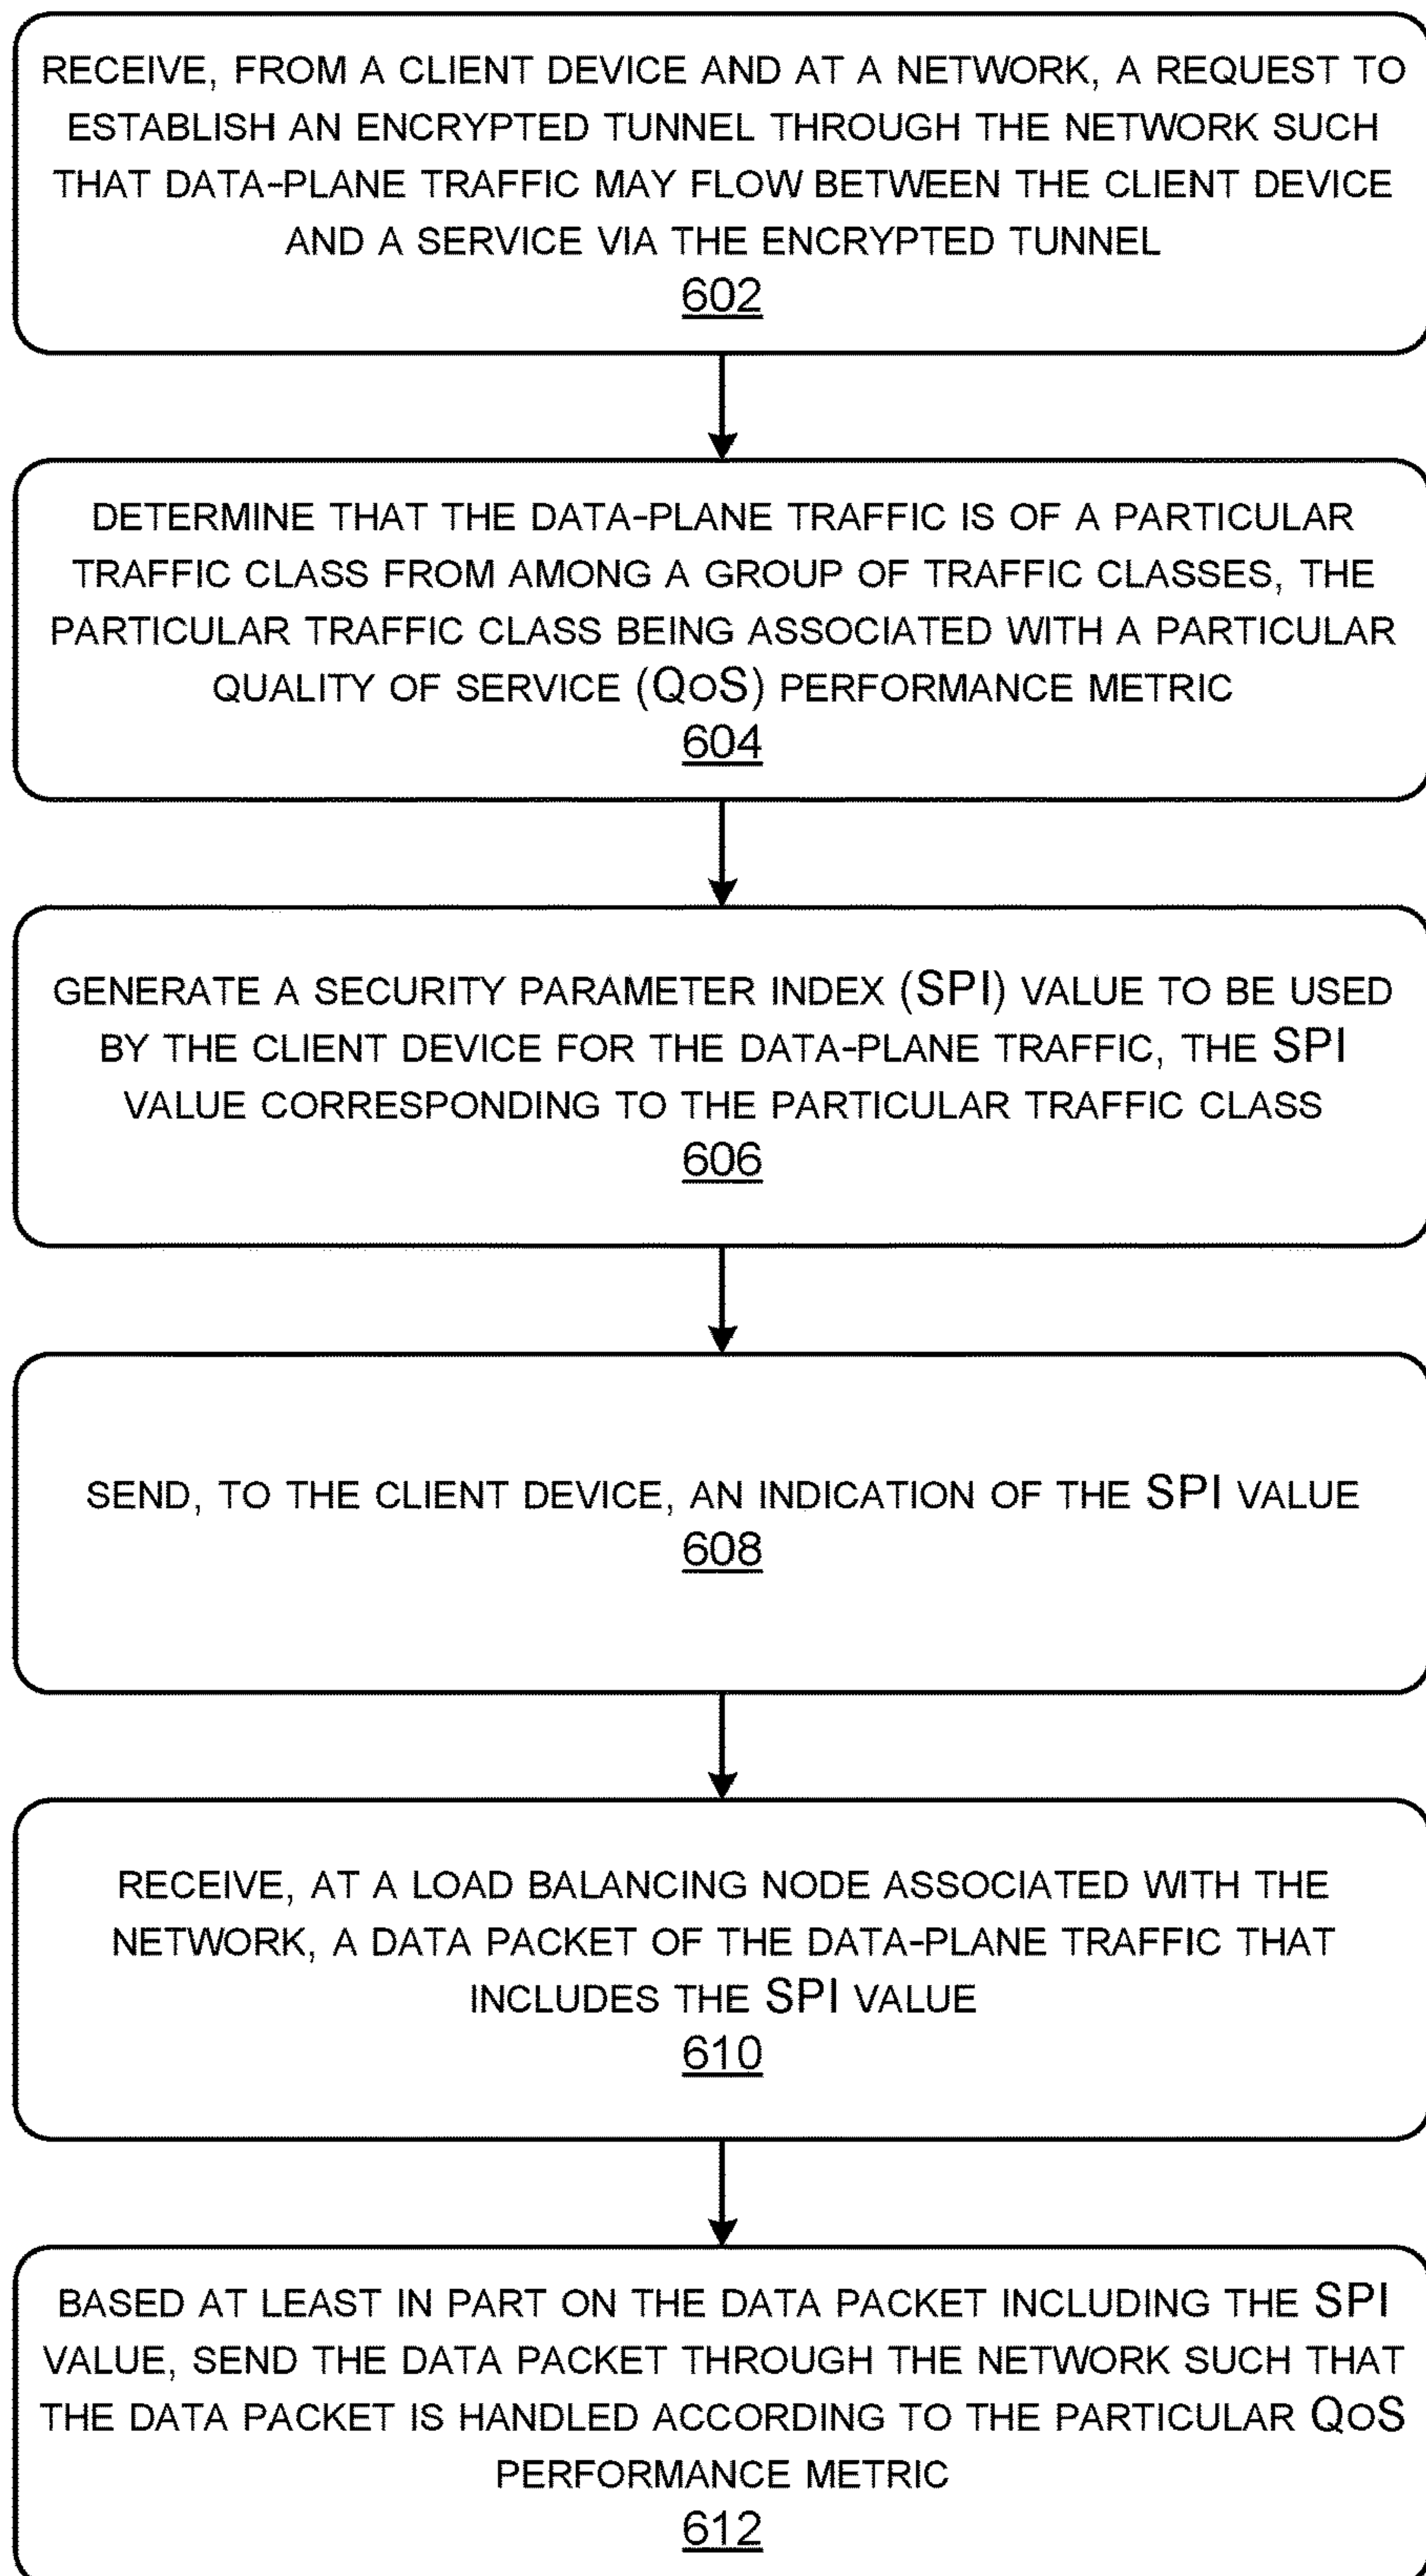 RECEIVE, FROM A CLIENT DEVICE AND AT A NETWORK, A REQUEST TO
ESTABLISH AN ENCRYPTED TUNNEL THROUGH THE NETWORK SUCH
THAT DATA-PLANE TRAFFIC MAY FLOW BETWEEN THE CLIENT DEVICE
AND A SERVICE VIA THE ENCRYPTED TUNNEL
602
DETERMINE THAT THE DATA-PLANE TRAFFIC IS OF A PARTICULAR
TRAFFIC CLASS FROM AMONG A GROUP OF TRAFFIC CLASSES, THE
PARTICULAR TRAFFIC CLASS BEING ASSOCIATED WITH A PARTICULAR
QUALITY OF SERVICE (QoS) PERFORMANCE METRIC
604
GENERATE A SECURITY PARAMETER INDEX (SPI) VALUE TO BE USED
BY THE CLIENT DEVICE FOR THE DATA-PLANE TRAFFIC, THE SPI
VALUE CORRESPONDING TO THE PARTICULAR TRAFFIC CLASS
606
SEND, TO THE CLIENT DEVICE, AN INDICATION OF THE SPI VALUE
608
RECEIVE, AT A LOAD BALANCING NODE ASSOCIATED WITH THE
NETWORK, A DATA PACKET OF THE DATA-PLANE TRAFFIC THAT
INCLUDES THE SPI VALUE
610
BASED AT LEAST IN PART ON THE DATA PACKET INCLUDING THE SPI
VALUE, SEND THE DATA PACKET THROUGH THE NETWORK SUCH THAT
THE DATA PACKET IS HANDLED ACCORDING TO THE PARTICULAR QoS
PERFORMANCE METRIC
612